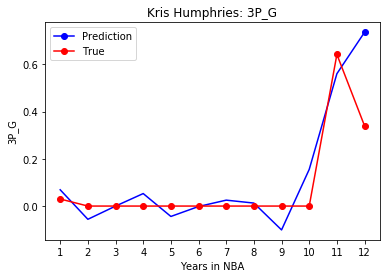 Kris Humphries: 3P_G
Prediction
True
3P_G
0.6
0.4
0.2
0.0
1 2 3 4 5 6 7 8 9 10 11 12
Years in NBA